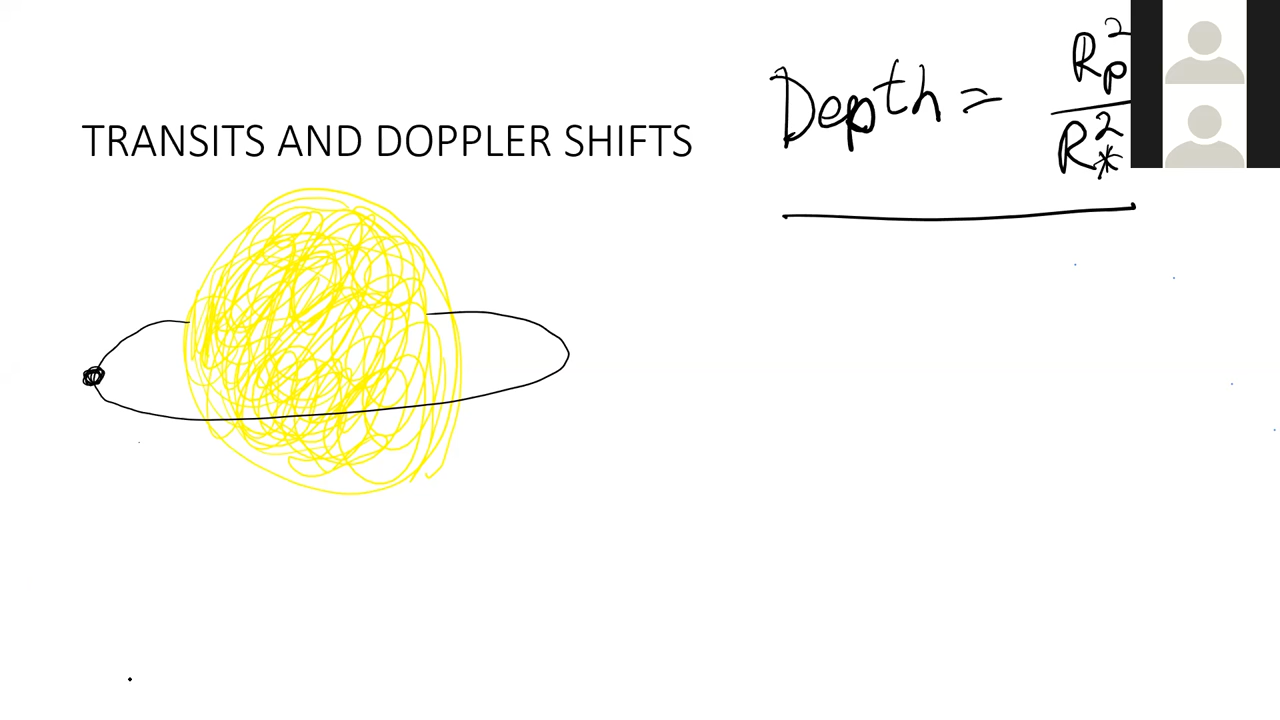 TRANSITS AND DOPPLER SHIFTS
Depth = Rp² / R*²